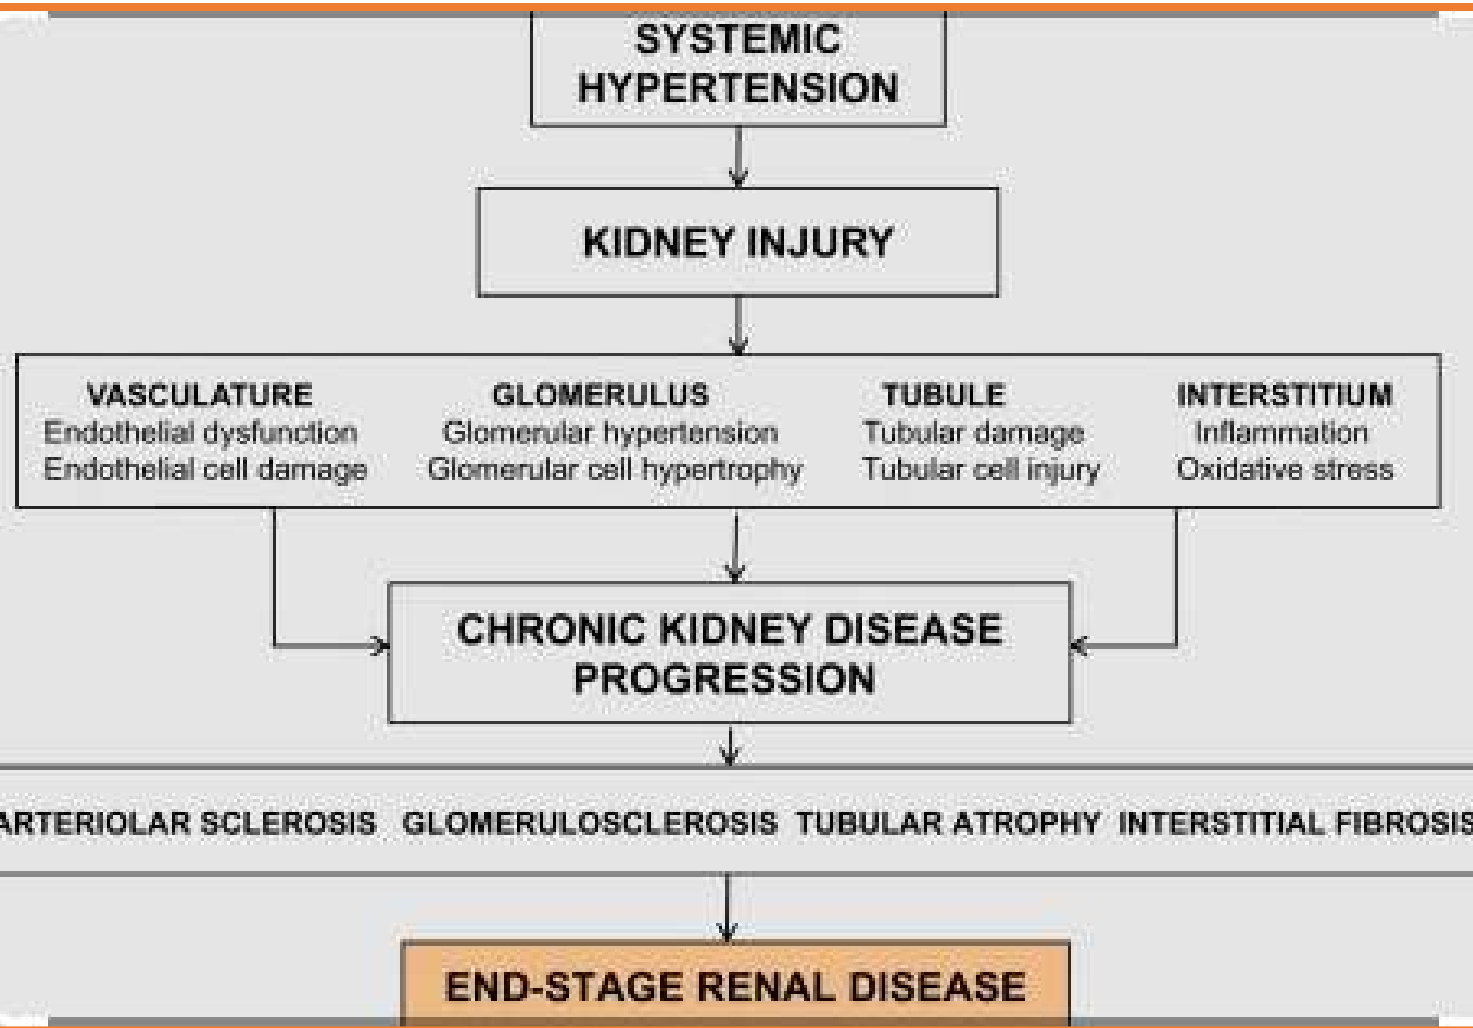 SYSTEMIC
HYPERTENSION
KIDNEY INJURY
VASCULATURE GLOMERULUS TUBULE INTERSTITIUM
Endothelial dysfunction Glomerular hypertension Tubular damage Inflammation
Endothelial cell damage Glomerular cell hypertrophy Tubular cell injury Oxidative stress
CHRONIC KIDNEY DISEASE
PROGRESSION
ARTERIOLAR SCLEROSIS GLOMERULOSCLEROSIS TUBULAR ATROPHY INTERSTITIAL FIBROSIS
END-STAGE RENAL DISEASE